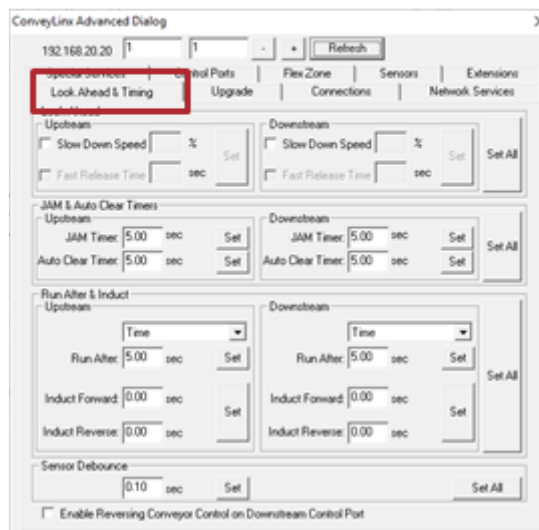 ConveyLinx Advanced Dialog
192.168.20.20 1 1 - + Refresh
Special Services Control Ports Flex Zone Sensors Extensions
Look Ahead & Timing Upgrade Connections Network Services
Look Ahead
Upstream Downstream
Slow Down Speed % Set Slow Down Speed % Set Set All
Fast Release Time sec Fast Release Time sec
JAM & Auto Clear Timers
Upstream Downstream
JAM Timer: 5.00 sec Set JAM Timer: 5.00 sec Set Set All
Auto Clear Timer: 5.00 sec Set Auto Clear Timer: 5.00 sec Set
Run After & Induct
Upstream Downstream
Time Time
Run After: 5.00 sec Set Run After: 5.00 sec Set Set All
Induct Forward: 0.00 sec Set Induct Forward: 0.00 sec Set
Induct Reverse: 0.00 sec Induct Reverse: 0.00 sec
Sensor Debounce
0.10 sec Set Set All
Enable Reversing Conveyor Control on Downstream Control Port